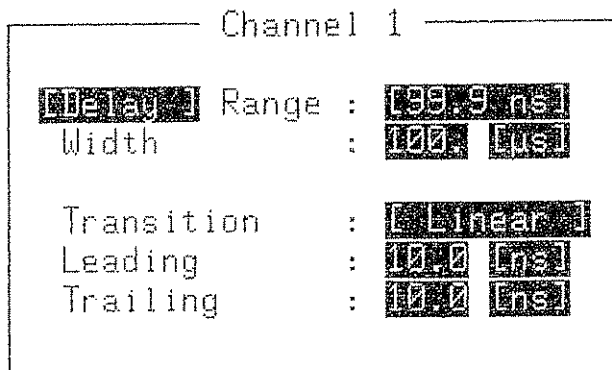 Channel 1
[Delay ] Range : [99.9 ns]
Width : 100. [µs]
Transition : [ Linear ]
Leading : 10.0 [ns]
Trailing : 10.0 [ns]